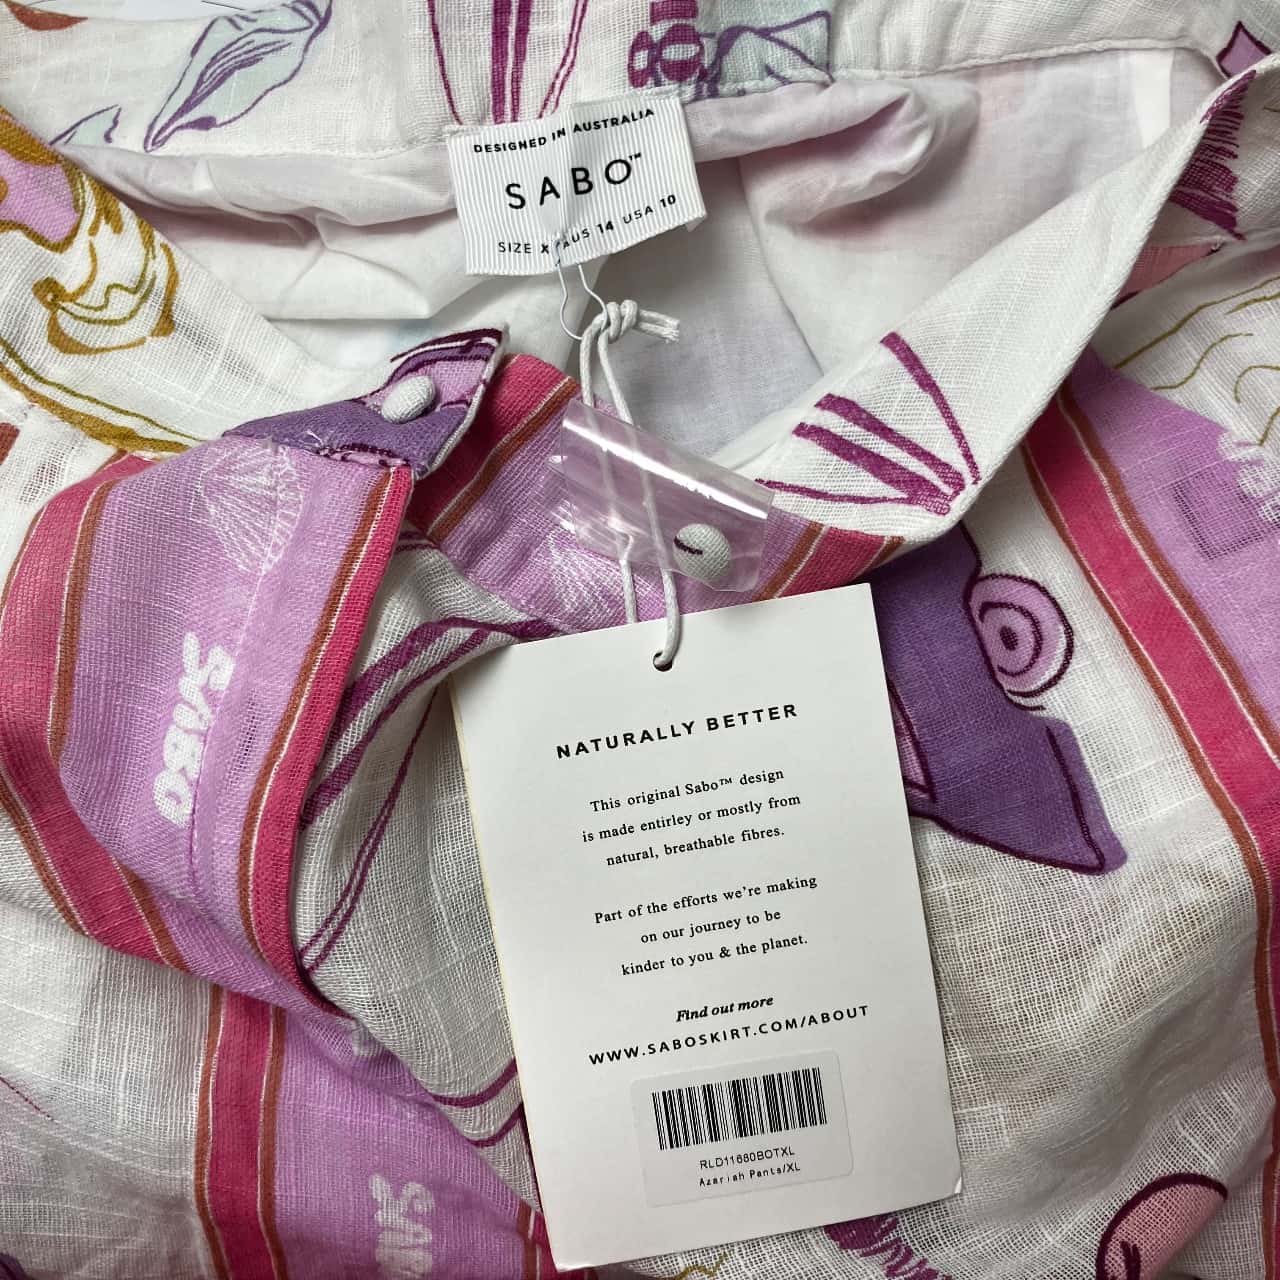 DESIGNED IN AUSTRALIA
SABO™
SIZE X AUS 14 USA 10
NATURALLY BETTER
This original Sabo™ design
is made entirley or mostly from
natural, breathable fibres.
Part of the efforts we're making
on our journey to be
kinder to you & the planet.
Find out more
WWW.SABOSKIRT.COM/ABOUT
RLD11680BOTXL
Azariah Pants/XL
SABO
SABO